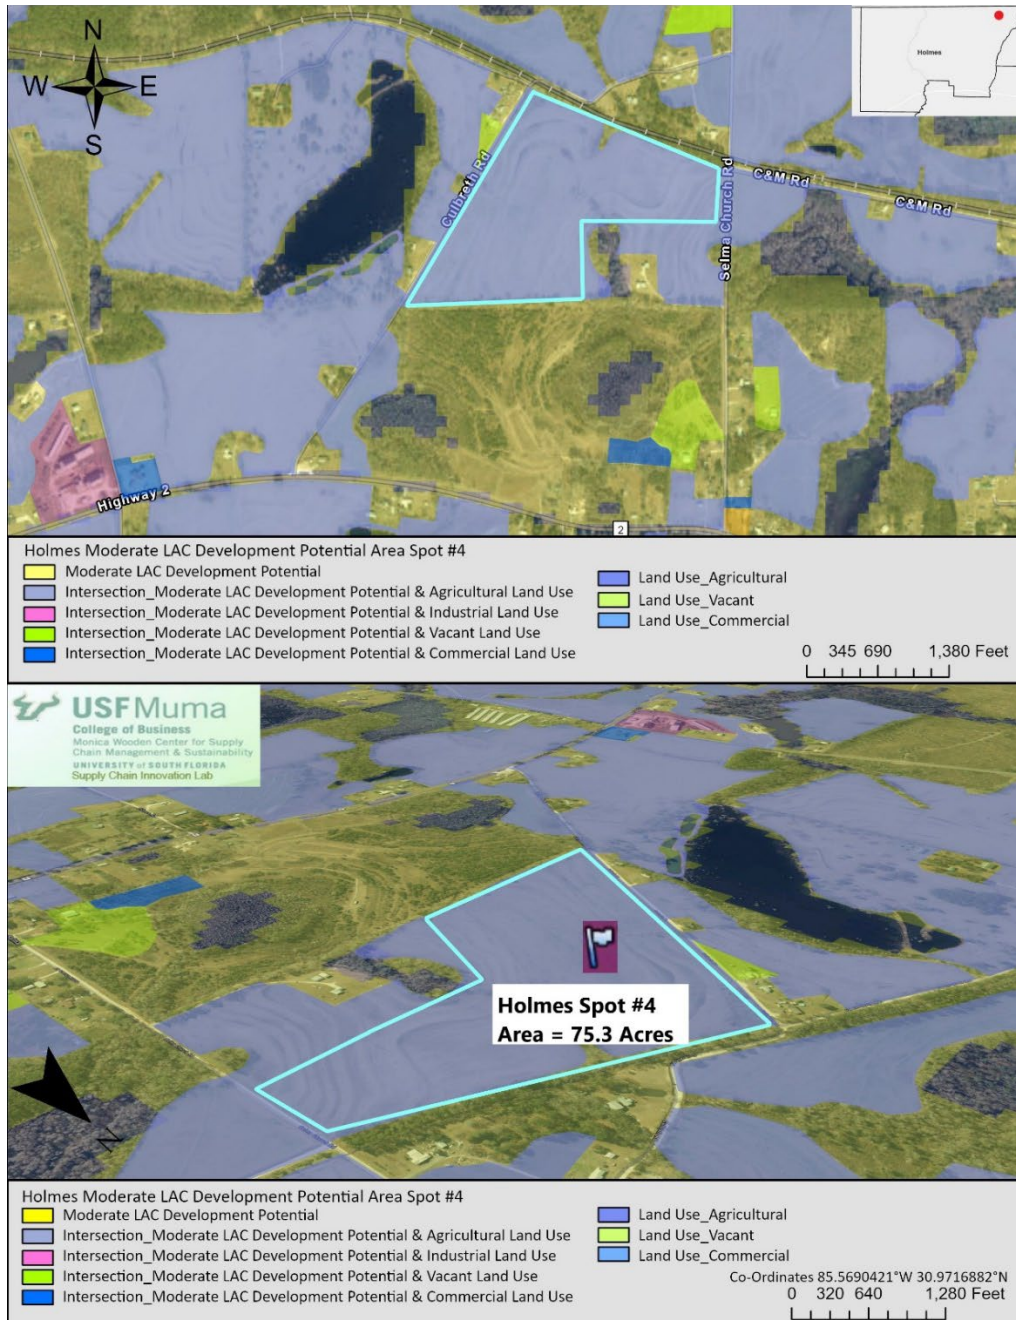 N
W E
S
Holmes
Culbreth Rd
C&M Rd
C&M Rd
Selma Church Rd
Highway 2
2
Holmes Moderate LAC Development Potential Area Spot #4
Moderate LAC Development Potential
Intersection_Moderate LAC Development Potential & Agricultural Land Use
Intersection_Moderate LAC Development Potential & Industrial Land Use
Intersection_Moderate LAC Development Potential & Vacant Land Use
Intersection_Moderate LAC Development Potential & Commercial Land Use
Land Use_Agricultural
Land Use_Vacant
Land Use_Commercial
0 345 690 1,380 Feet
USF Muma
College of Business
Monica Wooden Center for Supply
Chain Management & Sustainability
UNIVERSITY of SOUTH FLORIDA
Supply Chain Innovation Lab
Holmes Spot #4
Area = 75.3 Acres
N
Holmes Moderate LAC Development Potential Area Spot #4
Moderate LAC Development Potential
Intersection_Moderate LAC Development Potential & Agricultural Land Use
Intersection_Moderate LAC Development Potential & Industrial Land Use
Intersection_Moderate LAC Development Potential & Vacant Land Use
Intersection_Moderate LAC Development Potential & Commercial Land Use
Land Use_Agricultural
Land Use_Vacant
Land Use_Commercial
Co-Ordinates 85.5690421°W 30.9716882°N
0 320 640 1,280 Feet